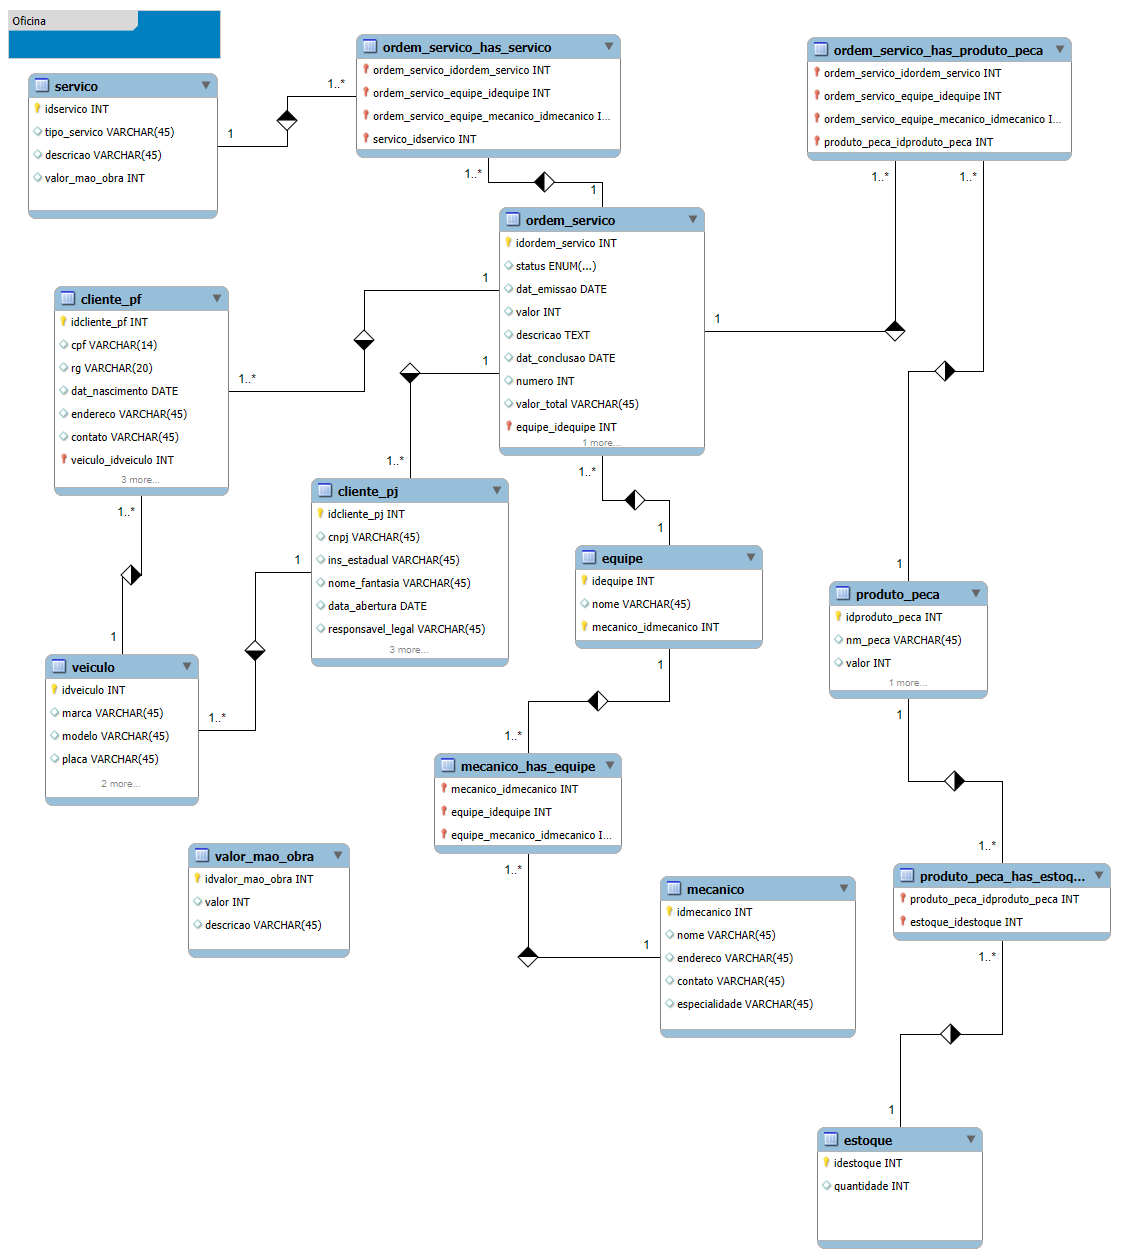 Oficina
servico
idservico INT
tipo_servico VARCHAR(45)
descricao VARCHAR(45)
valor_mao_obra INT
1
1..*
ordem_servico_has_servico
ordem_servico_idordem_servico INT
ordem_servico_equipe_idequipe INT
ordem_servico_equipe_mecanico_idmecanico I...
servico_idservico INT
1..*
1
ordem_servico_has_produto_peca
ordem_servico_idordem_servico INT
ordem_servico_equipe_idequipe INT
ordem_servico_equipe_mecanico_idmecanico I...
produto_peca_idproduto_peca INT
1..*
1..*
ordem_servico
idordem_servico INT
status ENUM(...)
dat_emissao DATE
valor INT
descricao TEXT
dat_conclusao DATE
numero INT
valor_total VARCHAR(45)
equipe_idequipe INT
1 more...
1
1
1
1..*
1
cliente_pf
idcliente_pf INT
cpf VARCHAR(14)
rg VARCHAR(20)
dat_nascimento DATE
endereco VARCHAR(45)
contato VARCHAR(45)
veiculo_idveiculo INT
3 more...
1..*
1..*
1
1..*
cliente_pj
idcliente_pj INT
cnpj VARCHAR(45)
ins_estadual VARCHAR(45)
nome_fantasia VARCHAR(45)
data_abertura DATE
responsavel_legal VARCHAR(45)
3 more...
1
1..*
equipe
idequipe INT
nome VARCHAR(45)
mecanico_idmecanico INT
1
1..*
1
produto_peca
idproduto_peca INT
nm_peca VARCHAR(45)
valor INT
1 more...
1
1..*
veiculo
idveiculo INT
marca VARCHAR(45)
modelo VARCHAR(45)
placa VARCHAR(45)
2 more...
mecanico_has_equipe
mecanico_idmecanico INT
equipe_idequipe INT
equipe_mecanico_idmecanico I...
1..*
1
valor_mao_obra
idvalor_mao_obra INT
valor INT
descricao VARCHAR(45)
mecanico
idmecanico INT
nome VARCHAR(45)
endereco VARCHAR(45)
contato VARCHAR(45)
especialidade VARCHAR(45)
produto_peca_has_estoq...
produto_peca_idproduto_peca INT
estoque_idestoque INT
1..*
1
estoque
idestoque INT
quantidade INT